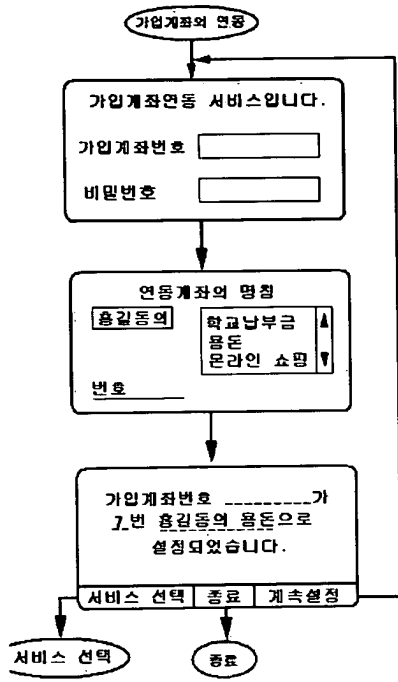 가입계좌의 연동
가입계좌연동 서비스입니다.
가입계좌번호
비밀번호
연동계좌의 명칭
홍길동의
학교납부금
용돈
온라인 쇼핑
번호
가입계좌번호 _________가
7번 홍길동의 용돈으로
설정되었습니다.
서비스 선택 종료 계속설정
서비스 선택
종료